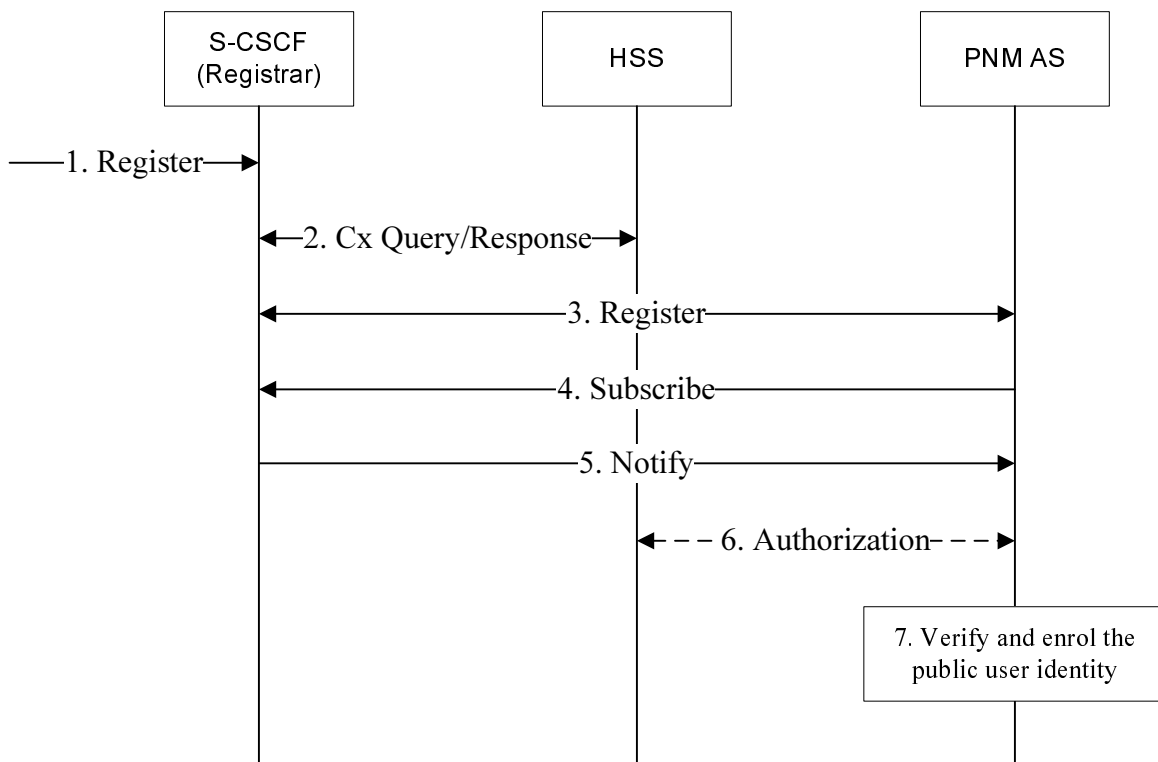 S-CSCF
(Registrar)
HSS
PNM AS
1. Register
2. Cx Query/Response
3. Register
4. Subscribe
5. Notify
6. Authorization
7. Verify and enrol the
public user identity